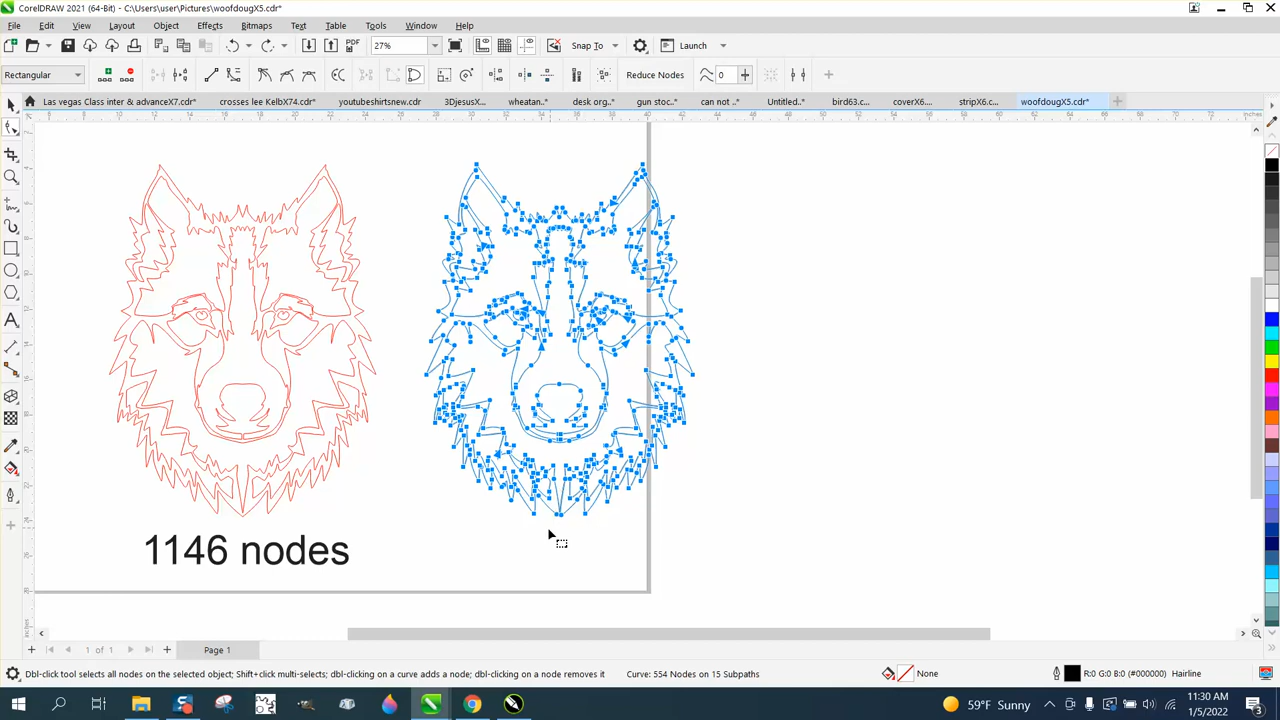 CorelDRAW 2021 (64-Bit) - C:\Users\user\Pictures\woofdougX5.cdr*
File Edit View Layout Object Effects Bitmaps Text Table Tools Window Help
PDF 27% Snap To Launch
Rectangular Reduce Nodes 0
Las vegas Class inter & advanceX7.cdr* crosses lee KelbX74.cdr* youtubeshirtsnew.cdr 3DjesusX... wheatan..* desk org..* gun stoc..* can not ..* Untitled..* bird63.c... coverX6.... stripX6.c... woofdougX5.cdr*
inches
1146 nodes
1 of 1 Page 1
Dbl-click tool selects all nodes on the selected object; Shift+click multi-selects; dbl-clicking on a curve adds a node; dbl-clicking on a node removes it Curve: 554 Nodes on 15 Subpaths None R:0 G:0 B:0 (#000000) Hairline
59°F Sunny 11:30 AM
1/5/2022